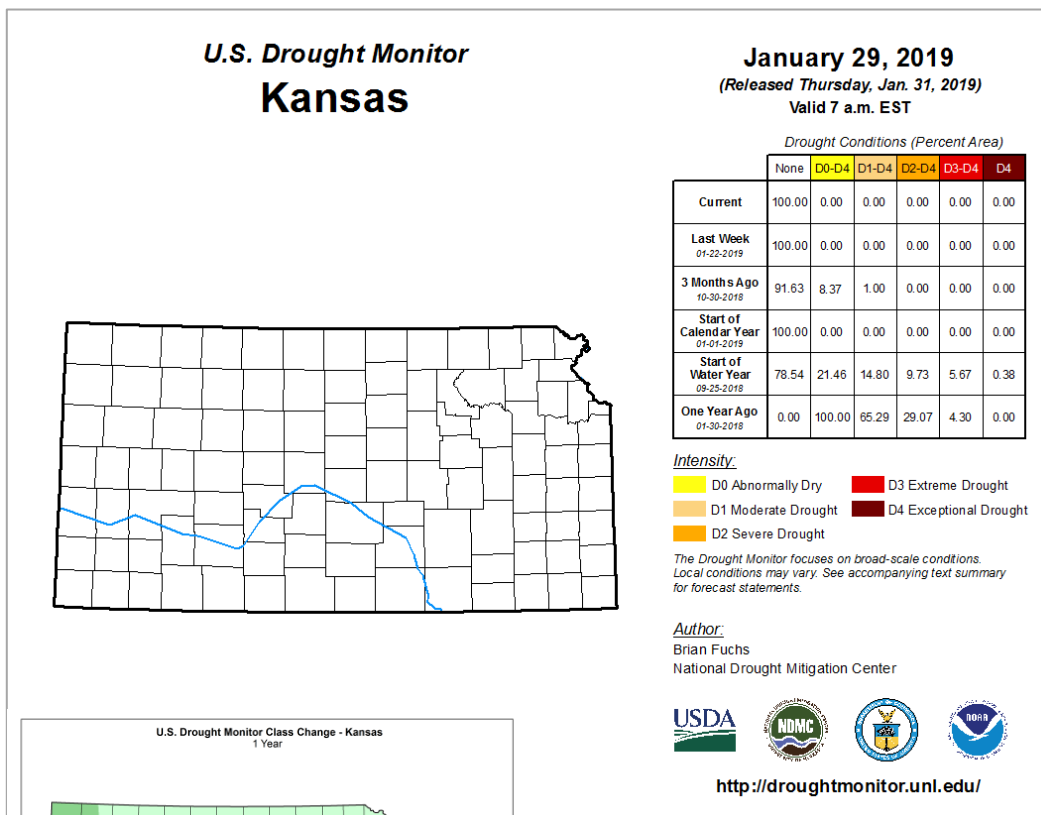 U.S. Drought Monitor
Kansas
January 29, 2019
(Released Thursday, Jan. 31, 2019)
Valid 7 a.m. EST
Drought Conditions (Percent Area)
None D0-D4 D1-D4 D2-D4 D3-D4 D4
Current 100.00 0.00 0.00 0.00 0.00 0.00
Last Week
01-22-2019 100.00 0.00 0.00 0.00 0.00 0.00
3 Months Ago
10-30-2018 91.63 8.37 1.00 0.00 0.00 0.00
Start of
Calendar Year
01-01-2019 100.00 0.00 0.00 0.00 0.00 0.00
Start of
Water Year
09-25-2018 78.54 21.46 14.80 9.73 5.67 0.38
One Year Ago
01-30-2018 0.00 100.00 65.29 29.07 4.30 0.00
Intensity:
D0 Abnormally Dry
D1 Moderate Drought
D2 Severe Drought
D3 Extreme Drought
D4 Exceptional Drought
The Drought Monitor focuses on broad-scale conditions.
Local conditions may vary. See accompanying text summary
for forecast statements.
Author:
Brian Fuchs
National Drought Mitigation Center
USDA
NDMC
NOAA
http://droughtmonitor.unl.edu/
U.S. Drought Monitor Class Change - Kansas
1 Year